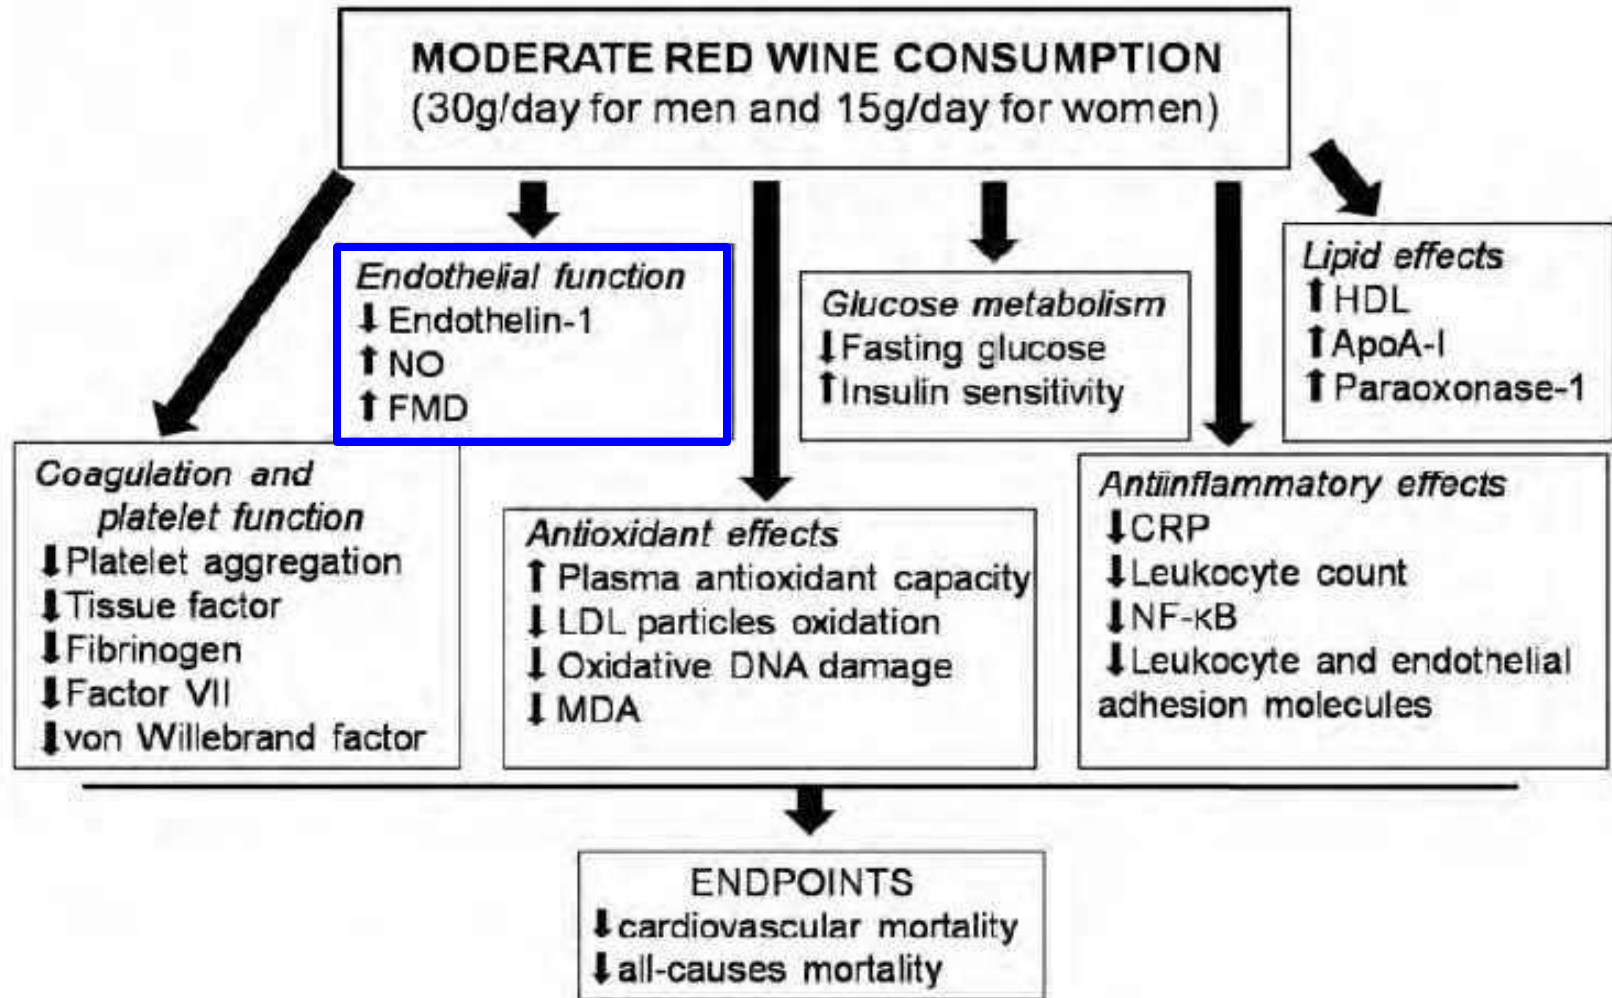 MODERATE RED WINE CONSUMPTION
(30g/day for men and 15g/day for women)
Endothelial function
↓ Endothelin-1
↑ NO
↑ FMD
Glucose metabolism
↓Fasting glucose
↑Insulin sensitivity
Lipid effects
↑HDL
↑ApoA-I
↑Paraoxonase-1
Coagulation and
platelet function
↓Platelet aggregation
↓Tissue factor
↓Fibrinogen
↓Factor VII
↓von Willebrand factor
Antioxidant effects
↑ Plasma antioxidant capacity
↓ LDL particles oxidation
↓ Oxidative DNA damage
↓ MDA
Antiinflammatory effects
↓CRP
↓Leukocyte count
↓NF-κB
↓Leukocyte and endothelial
adhesion molecules
ENDPOINTS
↓cardiovascular mortality
↓all-causes mortality